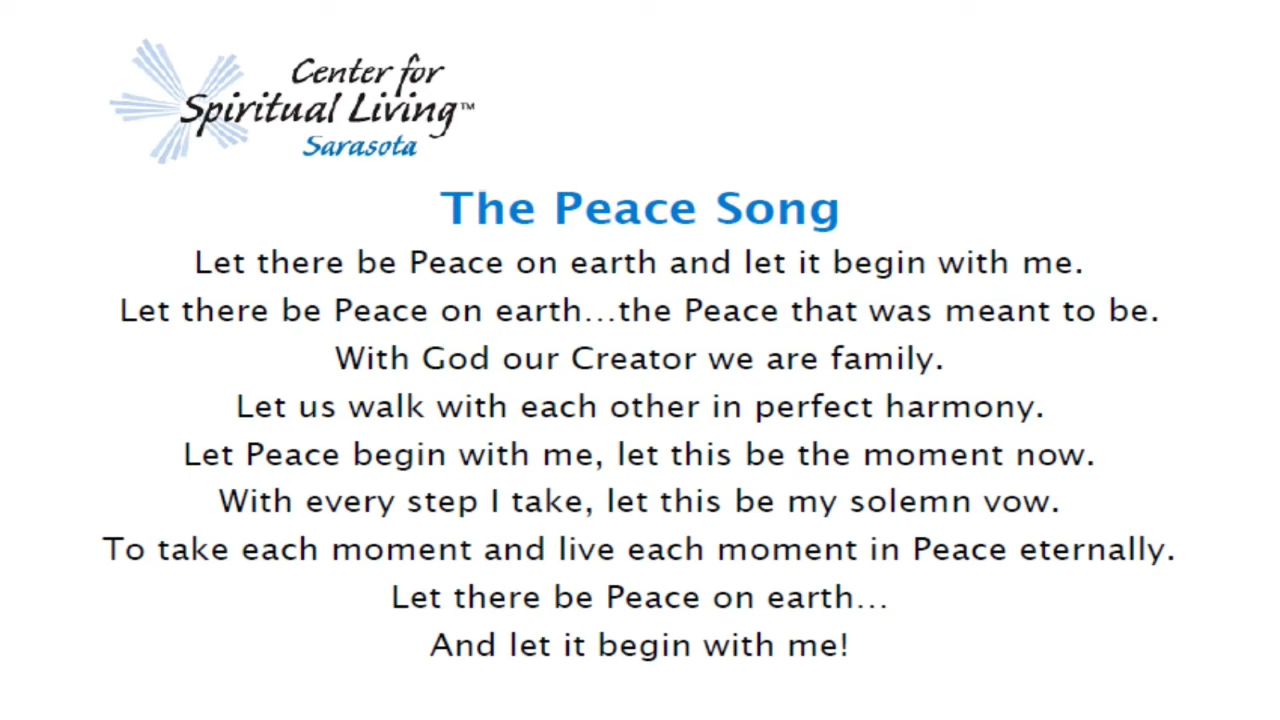 Center for
Spiritual Living™
Sarasota
The Peace Song
Let there be Peace on earth and let it begin with me.
Let there be Peace on earth...the Peace that was meant to be.
With God our Creator we are family.
Let us walk with each other in perfect harmony.
Let Peace begin with me, let this be the moment now.
With every step I take, let this be my solemn vow.
To take each moment and live each moment in Peace eternally.
Let there be Peace on earth...
And let it begin with me!